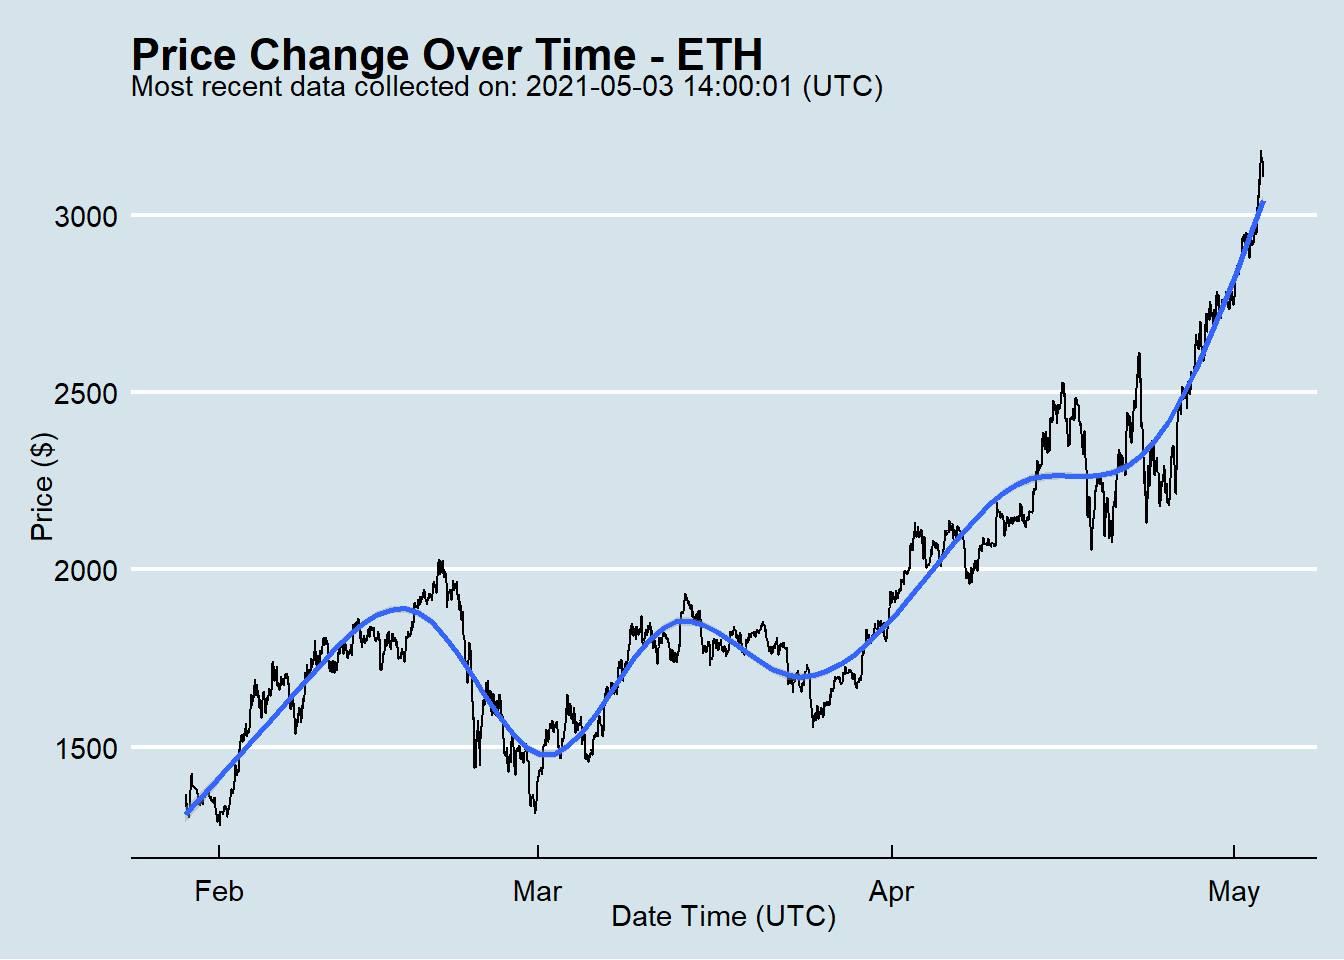 Price Change Over Time - ETH
Most recent data collected on: 2021-05-03 14:00:01 (UTC)
Price ($)
3000
2500
2000
1500
Feb
Mar
Apr
May
Date Time (UTC)